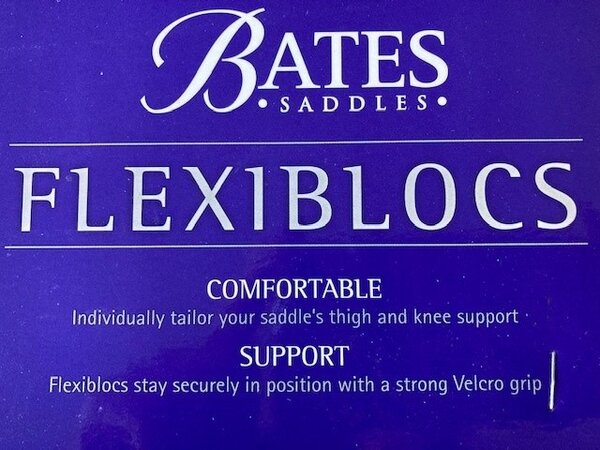 BATES
• SADDLES •
FLEXIBLOCS
COMFORTABLE
Individually tailor your saddle's thigh and knee support
SUPPORT
Flexiblocs stay securely in position with a strong Velcro grip